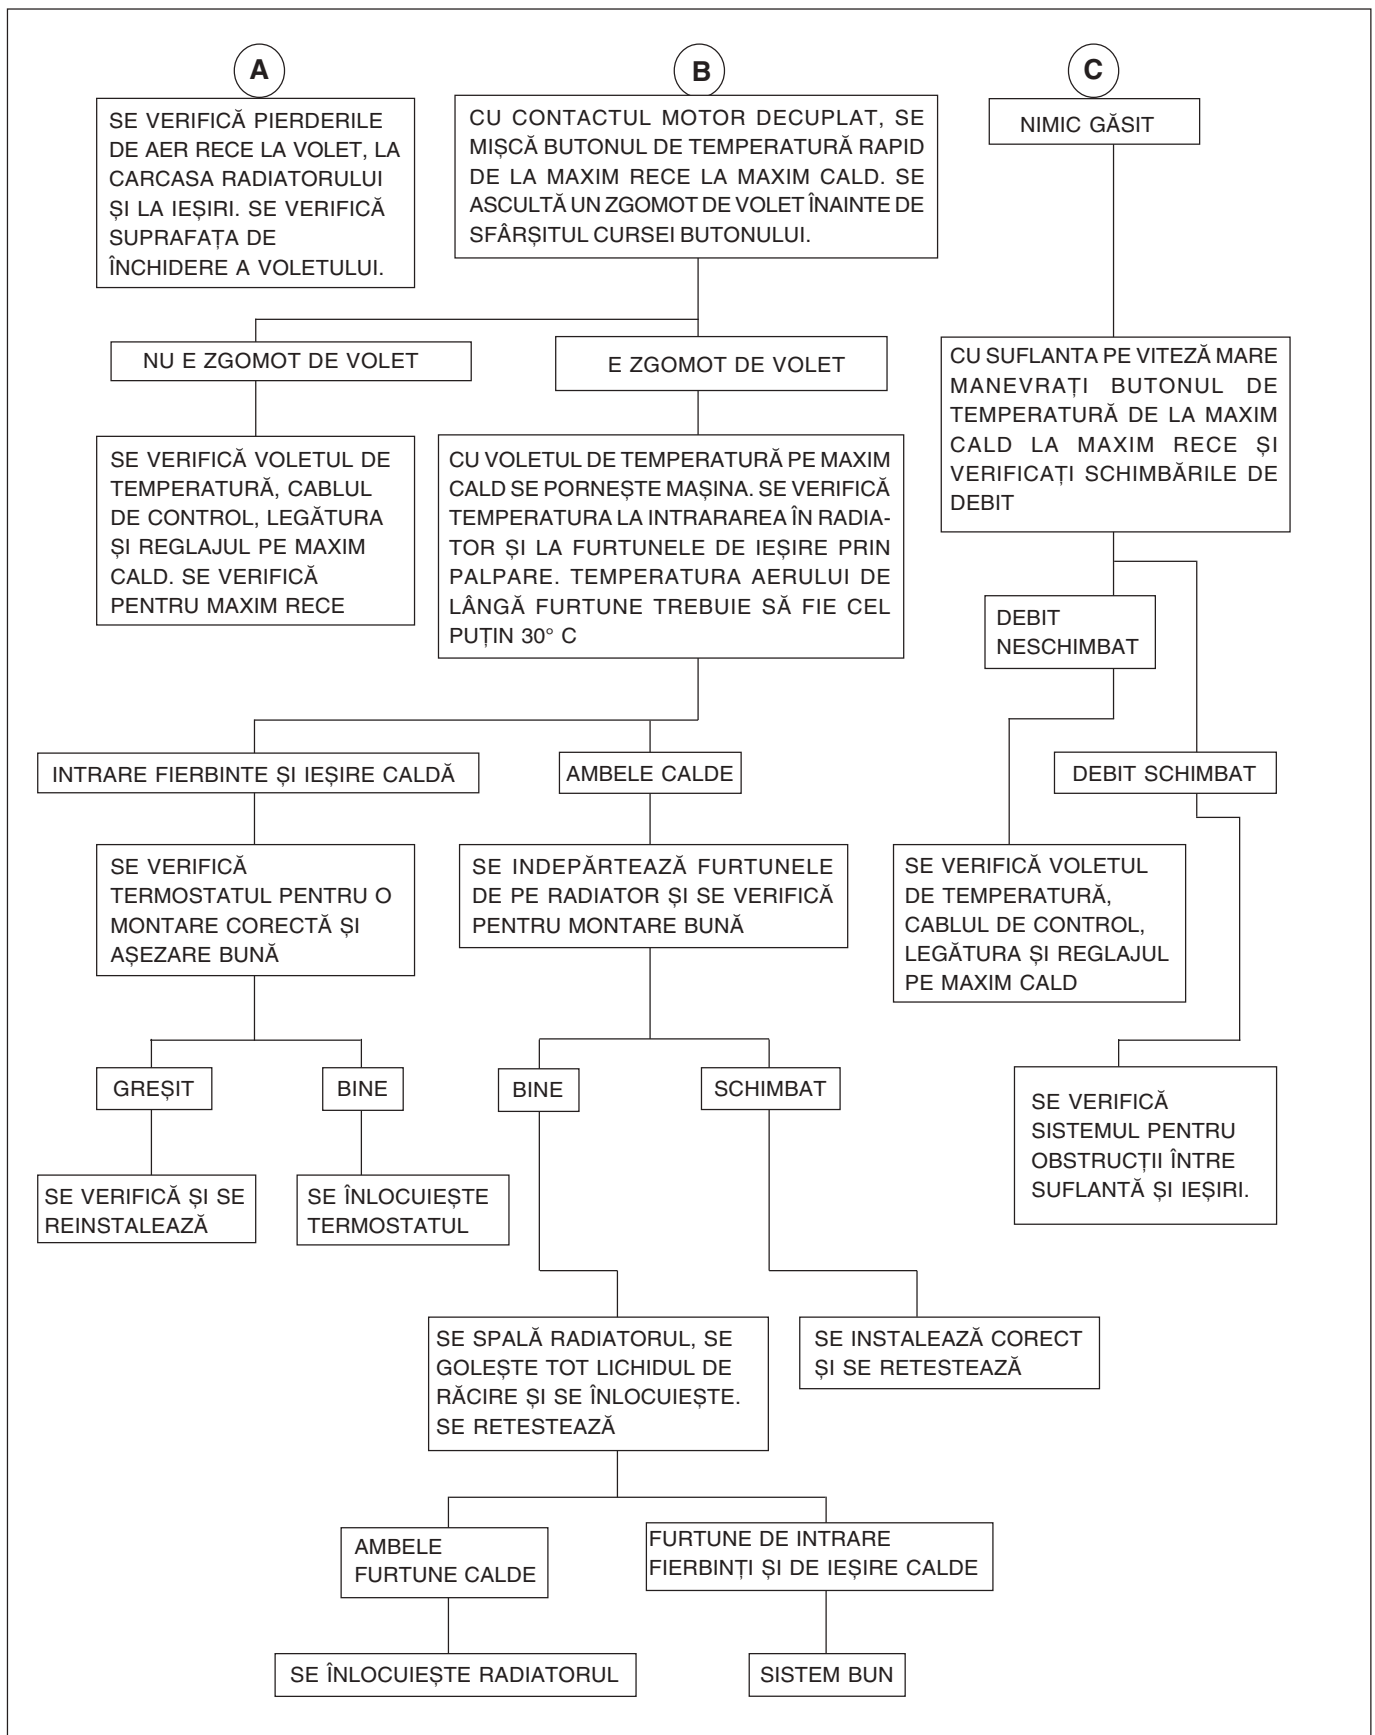 A
B
C
SE VERIFICĂ PIERDERILE
DE AER RECE LA VOLET, LA
CARCASA RADIATORULUI
ȘI LA IEȘIRI. SE VERIFICĂ
SUPRAFAȚA DE
ÎNCHIDERE A VOLETULUI.
CU CONTACTUL MOTOR DECUPLAT, SE
MIȘCĂ BUTONUL DE TEMPERATURĂ RAPID
DE LA MAXIM RECE LA MAXIM CALD. SE
ASCULTĂ UN ZGOMOT DE VOLET ÎNAINTE DE
SFÂRȘITUL CURSEI BUTONULUI.
NIMIC GĂSIT
NU E ZGOMOT DE VOLET
E ZGOMOT DE VOLET
CU SUFLANTA PE VITEZĂ MARE
MANEVRAȚI BUTONUL DE
TEMPERATURĂ DE LA MAXIM
CALD LA MAXIM RECE ȘI
VERIFICAȚI SCHIMBĂRILE DE
DEBIT
SE VERIFICĂ VOLETUL DE
TEMPERATURĂ, CABLUL
DE CONTROL, LEGĂTURA
ȘI REGLAJUL PE MAXIM
CALD. SE VERIFICĂ
PENTRU MAXIM RECE
CU VOLETUL DE TEMPERATURĂ PE MAXIM
CALD SE PORNEȘTE MAȘINA. SE VERIFICĂ
TEMPERATURA LA INTRARAREA ÎN RADIA-
TOR ȘI LA FURTUNELE DE IEȘIRE PRIN
PALPARE. TEMPERATURA AERULUI DE
LÂNGĂ FURTUNE TREBUIE SĂ FIE CEL
PUȚIN 30° C
DEBIT
NESCHIMBAT
INTRARE FIERBINTE ȘI IEȘIRE CALDĂ
AMBELE CALDE
DEBIT SCHIMBAT
SE VERIFICĂ
TERMOSTATUL PENTRU O
MONTARE CORECTĂ ȘI
AȘEZARE BUNĂ
SE INDEPĂRTEAZĂ FURTUNELE
DE PE RADIATOR ȘI SE VERIFICĂ
PENTRU MONTARE BUNĂ
SE VERIFICĂ VOLETUL
DE TEMPERATURĂ,
CABLUL DE CONTROL,
LEGĂTURA ȘI REGLAJUL
PE MAXIM CALD
GREȘIT
BINE
BINE
SCHIMBAT
SE VERIFICĂ
SISTEMUL PENTRU
OBSTRUCȚII ÎNTRE
SUFLANTĂ ȘI IEȘIRI.
SE VERIFICĂ ȘI SE
REINSTALEAZĂ
SE ÎNLOCUIEȘTE
TERMOSTATUL
SE SPALĂ RADIATORUL, SE
GOLEȘTE TOT LICHIDUL DE
RĂCIRE ȘI SE ÎNLOCUIEȘTE.
SE RETESTEAZĂ
SE INSTALEAZĂ CORECT
ȘI SE RETESTEAZĂ
AMBELE
FURTUNE CALDE
FURTUNE DE INTRARE
FIERBINȚI ȘI DE IEȘIRE CALDE
SE ÎNLOCUIEȘTE RADIATORUL
SISTEM BUN